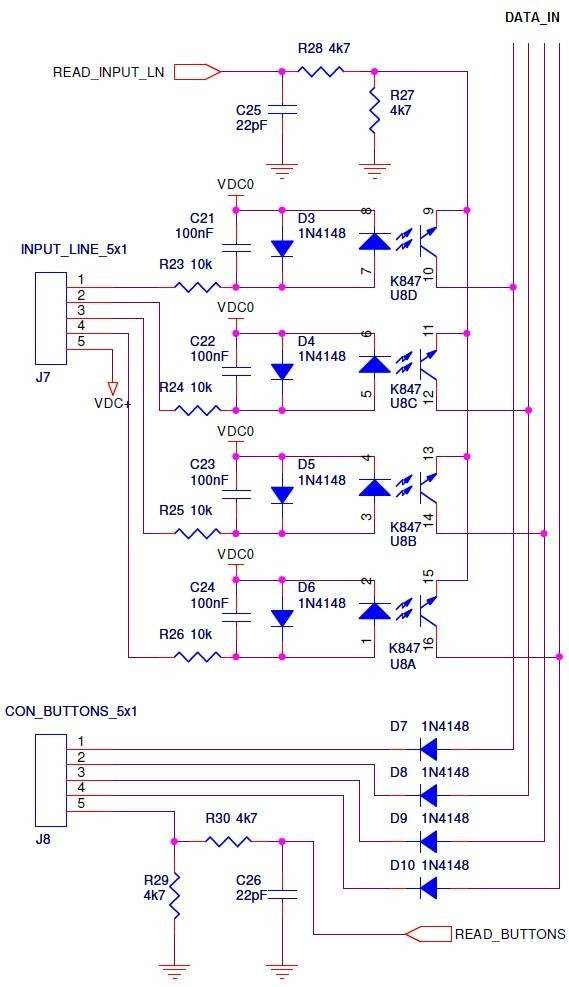 DATA_IN
READ_INPUT_LN
R28 4k7
C25
22pF
R27
4k7
VDC0
C21
100nF
D3
1N4148
8
9
INPUT_LINE_5x1
R23 10k
7
10
K847
U8D
1
2
3
4
5
J7
VDC+
VDC0
C22
100nF
D4
1N4148
6
11
R24 10k
5
12
K847
U8C
VDC0
C23
100nF
D5
1N4148
4
13
R25 10k
3
14
K847
U8B
VDC0
C24
100nF
D6
1N4148
2
15
R26 10k
1
16
K847
U8A
CON_BUTTONS_5x1
1
2
3
4
5
J8
D7 1N4148
D8 1N4148
D9 1N4148
D10 1N4148
R30 4k7
R29
4k7
C26
22pF
READ_BUTTONS